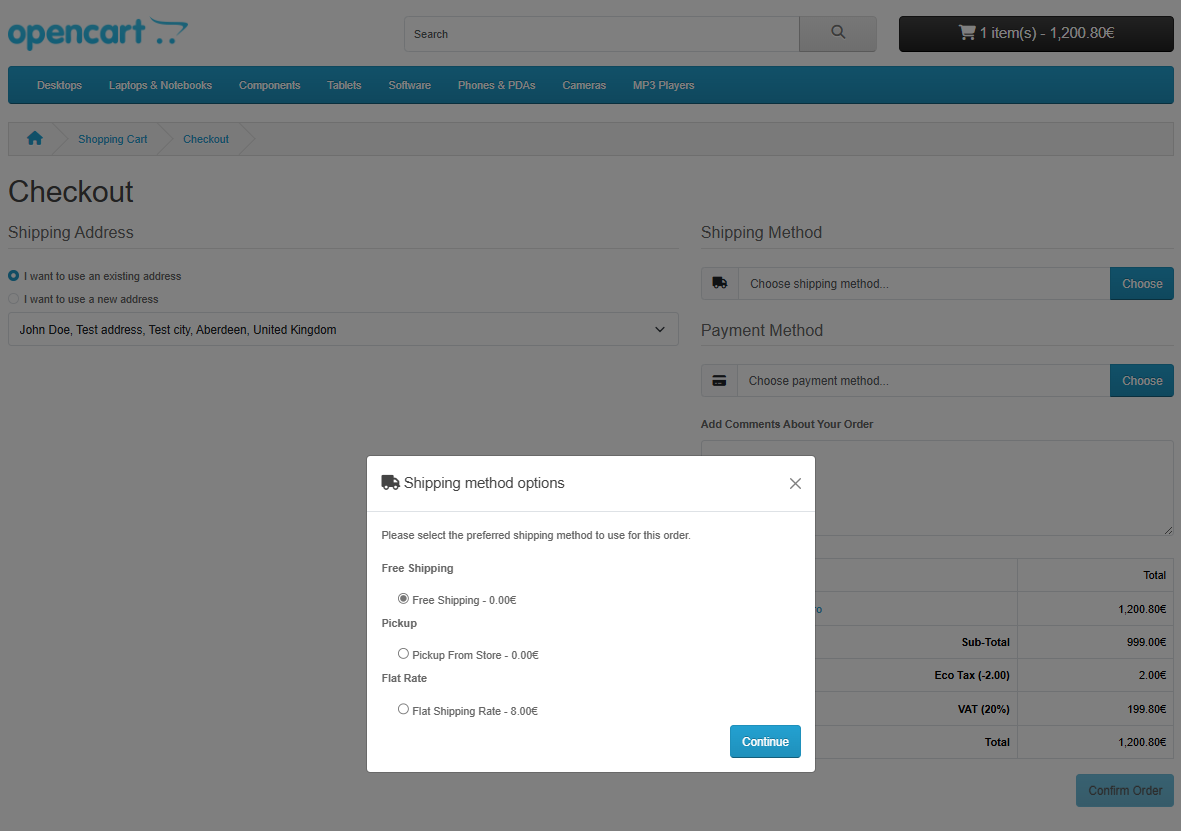 opencart
Search
1 item(s) - 1,200.80€
Desktops Laptops & Notebooks Components Tablets Software Phones & PDAs Cameras MP3 Players
Shopping Cart Checkout
Checkout
Shipping Address
I want to use an existing address
I want to use a new address
John Doe, Test address, Test city, Aberdeen, United Kingdom
Shipping Method
Choose shipping method... Choose
Payment Method
Choose payment method... Choose
Add Comments About Your Order
Shipping method options
Please select the preferred shipping method to use for this order.
Free Shipping
Free Shipping - 0.00€
Pickup
Pickup From Store - 0.00€
Flat Rate
Flat Shipping Rate - 8.00€
Continue
Total
1,200.80€
Sub-Total 999.00€
Eco Tax (-2.00) 2.00€
VAT (20%) 199.80€
Total 1,200.80€
Confirm Order